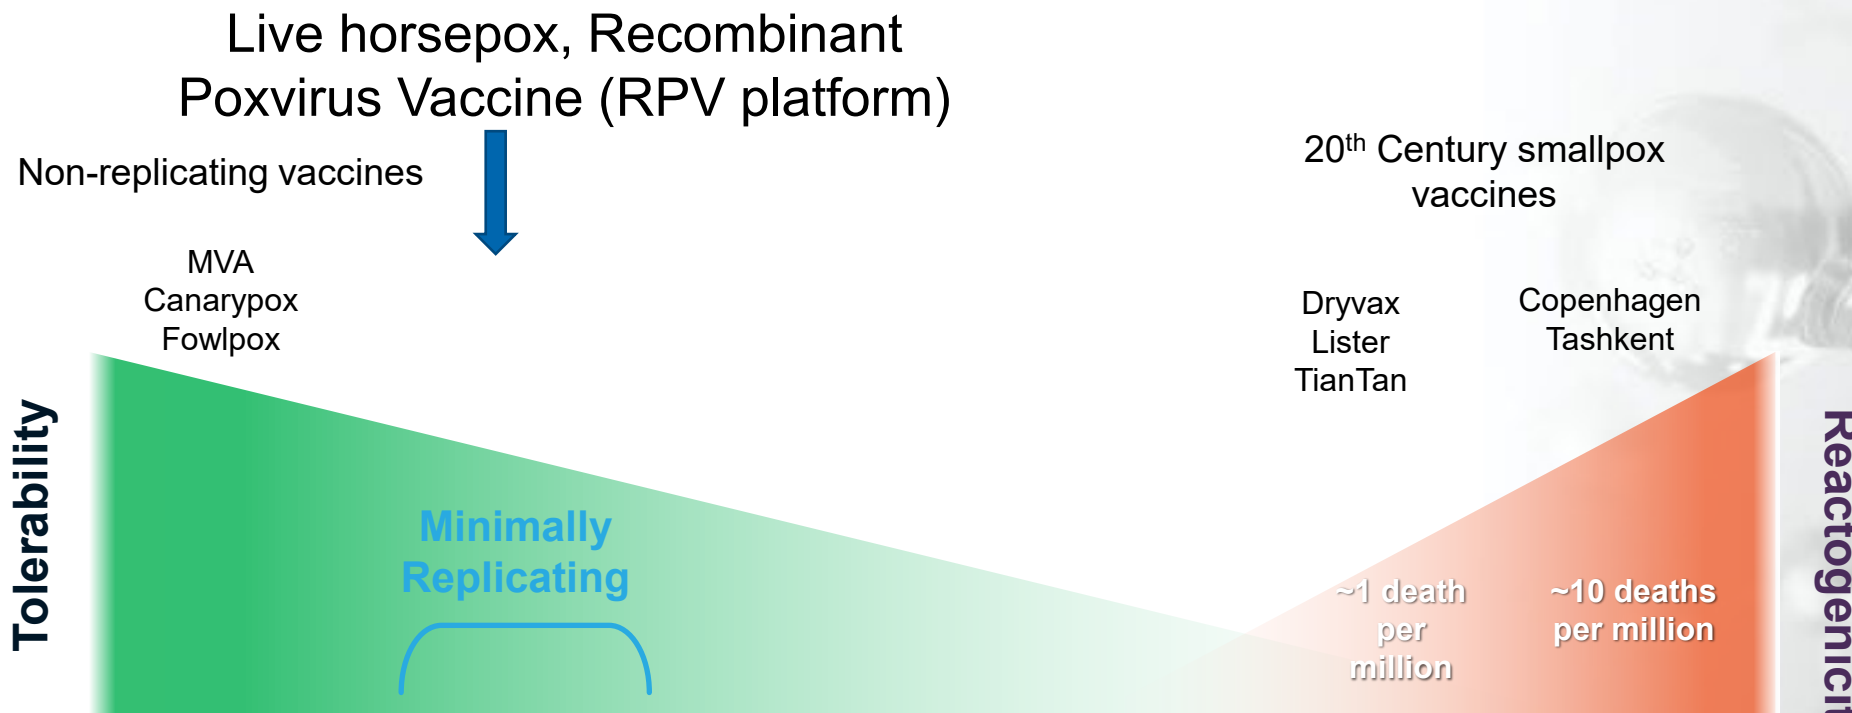 Live horsepox, Recombinant
Poxvirus Vaccine (RPV platform)
Non-replicating vaccines
20th Century smallpox
vaccines
MVA
Canarypox
Fowlpox
Dryvax
Lister
TianTan
Copenhagen
Tashkent
Tolerability
Minimally
Replicating
~1 death
per
million
~10 deaths
per million
Reactogenicit